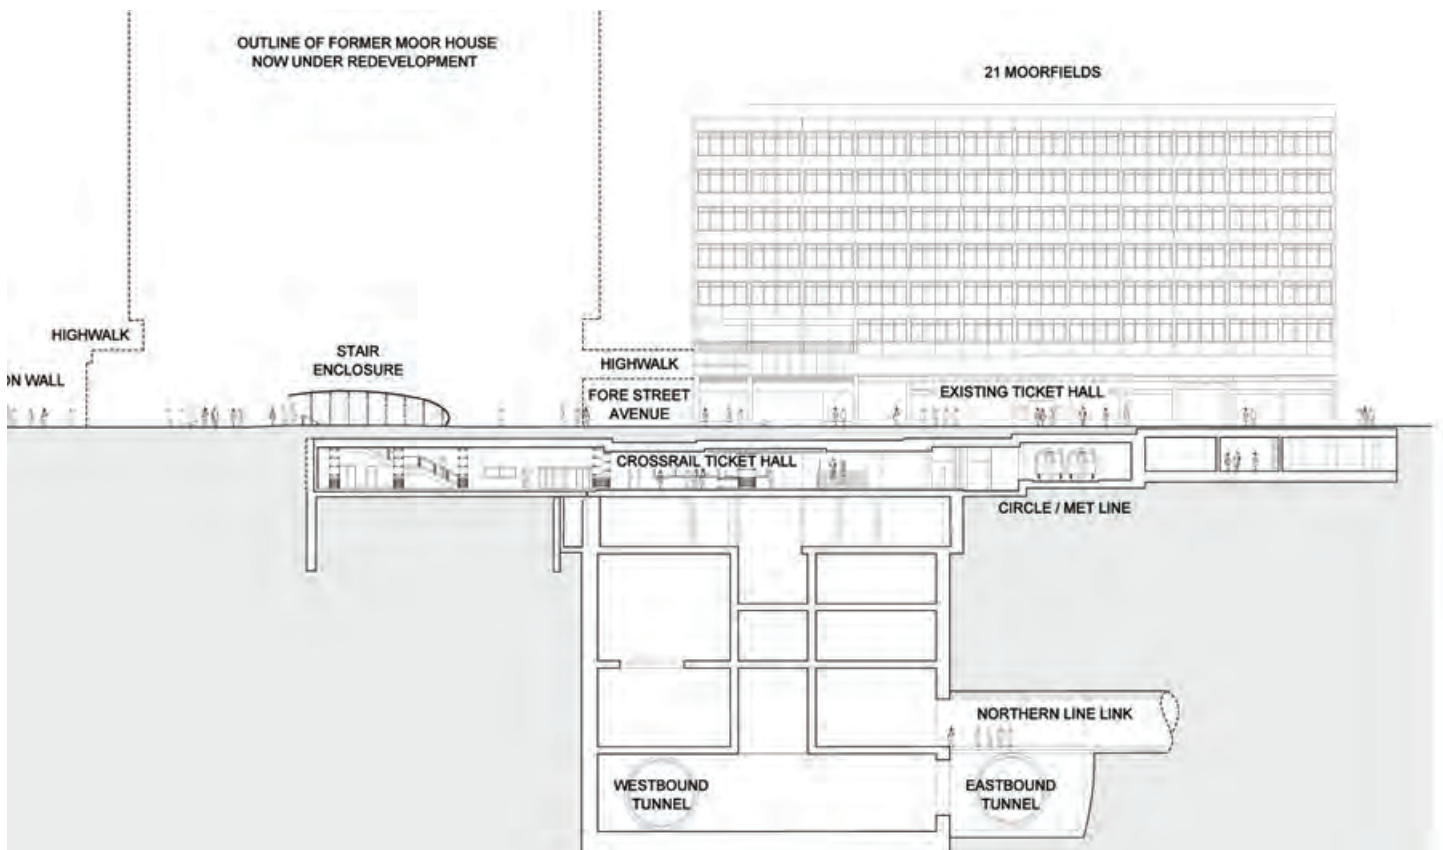 OUTLINE OF FORMER MOOR HOUSE
NOW UNDER REDEVELOPMENT
21 MOORFIELDS
HIGHWALK
STAIR
ENCLOSURE
HIGHWALK
ON WALL
FORE STREET
AVENUE
EXISTING TICKET HALL
CROSSRAIL TICKET HALL
CIRCLE / MET LINE
NORTHERN LINE LINK
WESTBOUND
TUNNEL
EASTBOUND
TUNNEL